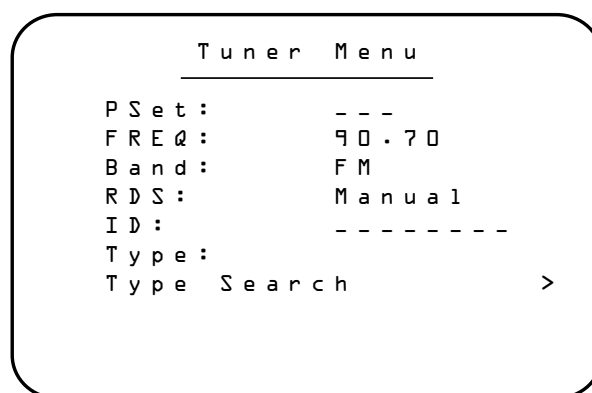 Tuner Menu
PSet: ---
FREQ: 90.70
Band: FM
RDS: Manual
ID: --------
Type:
Type Search >